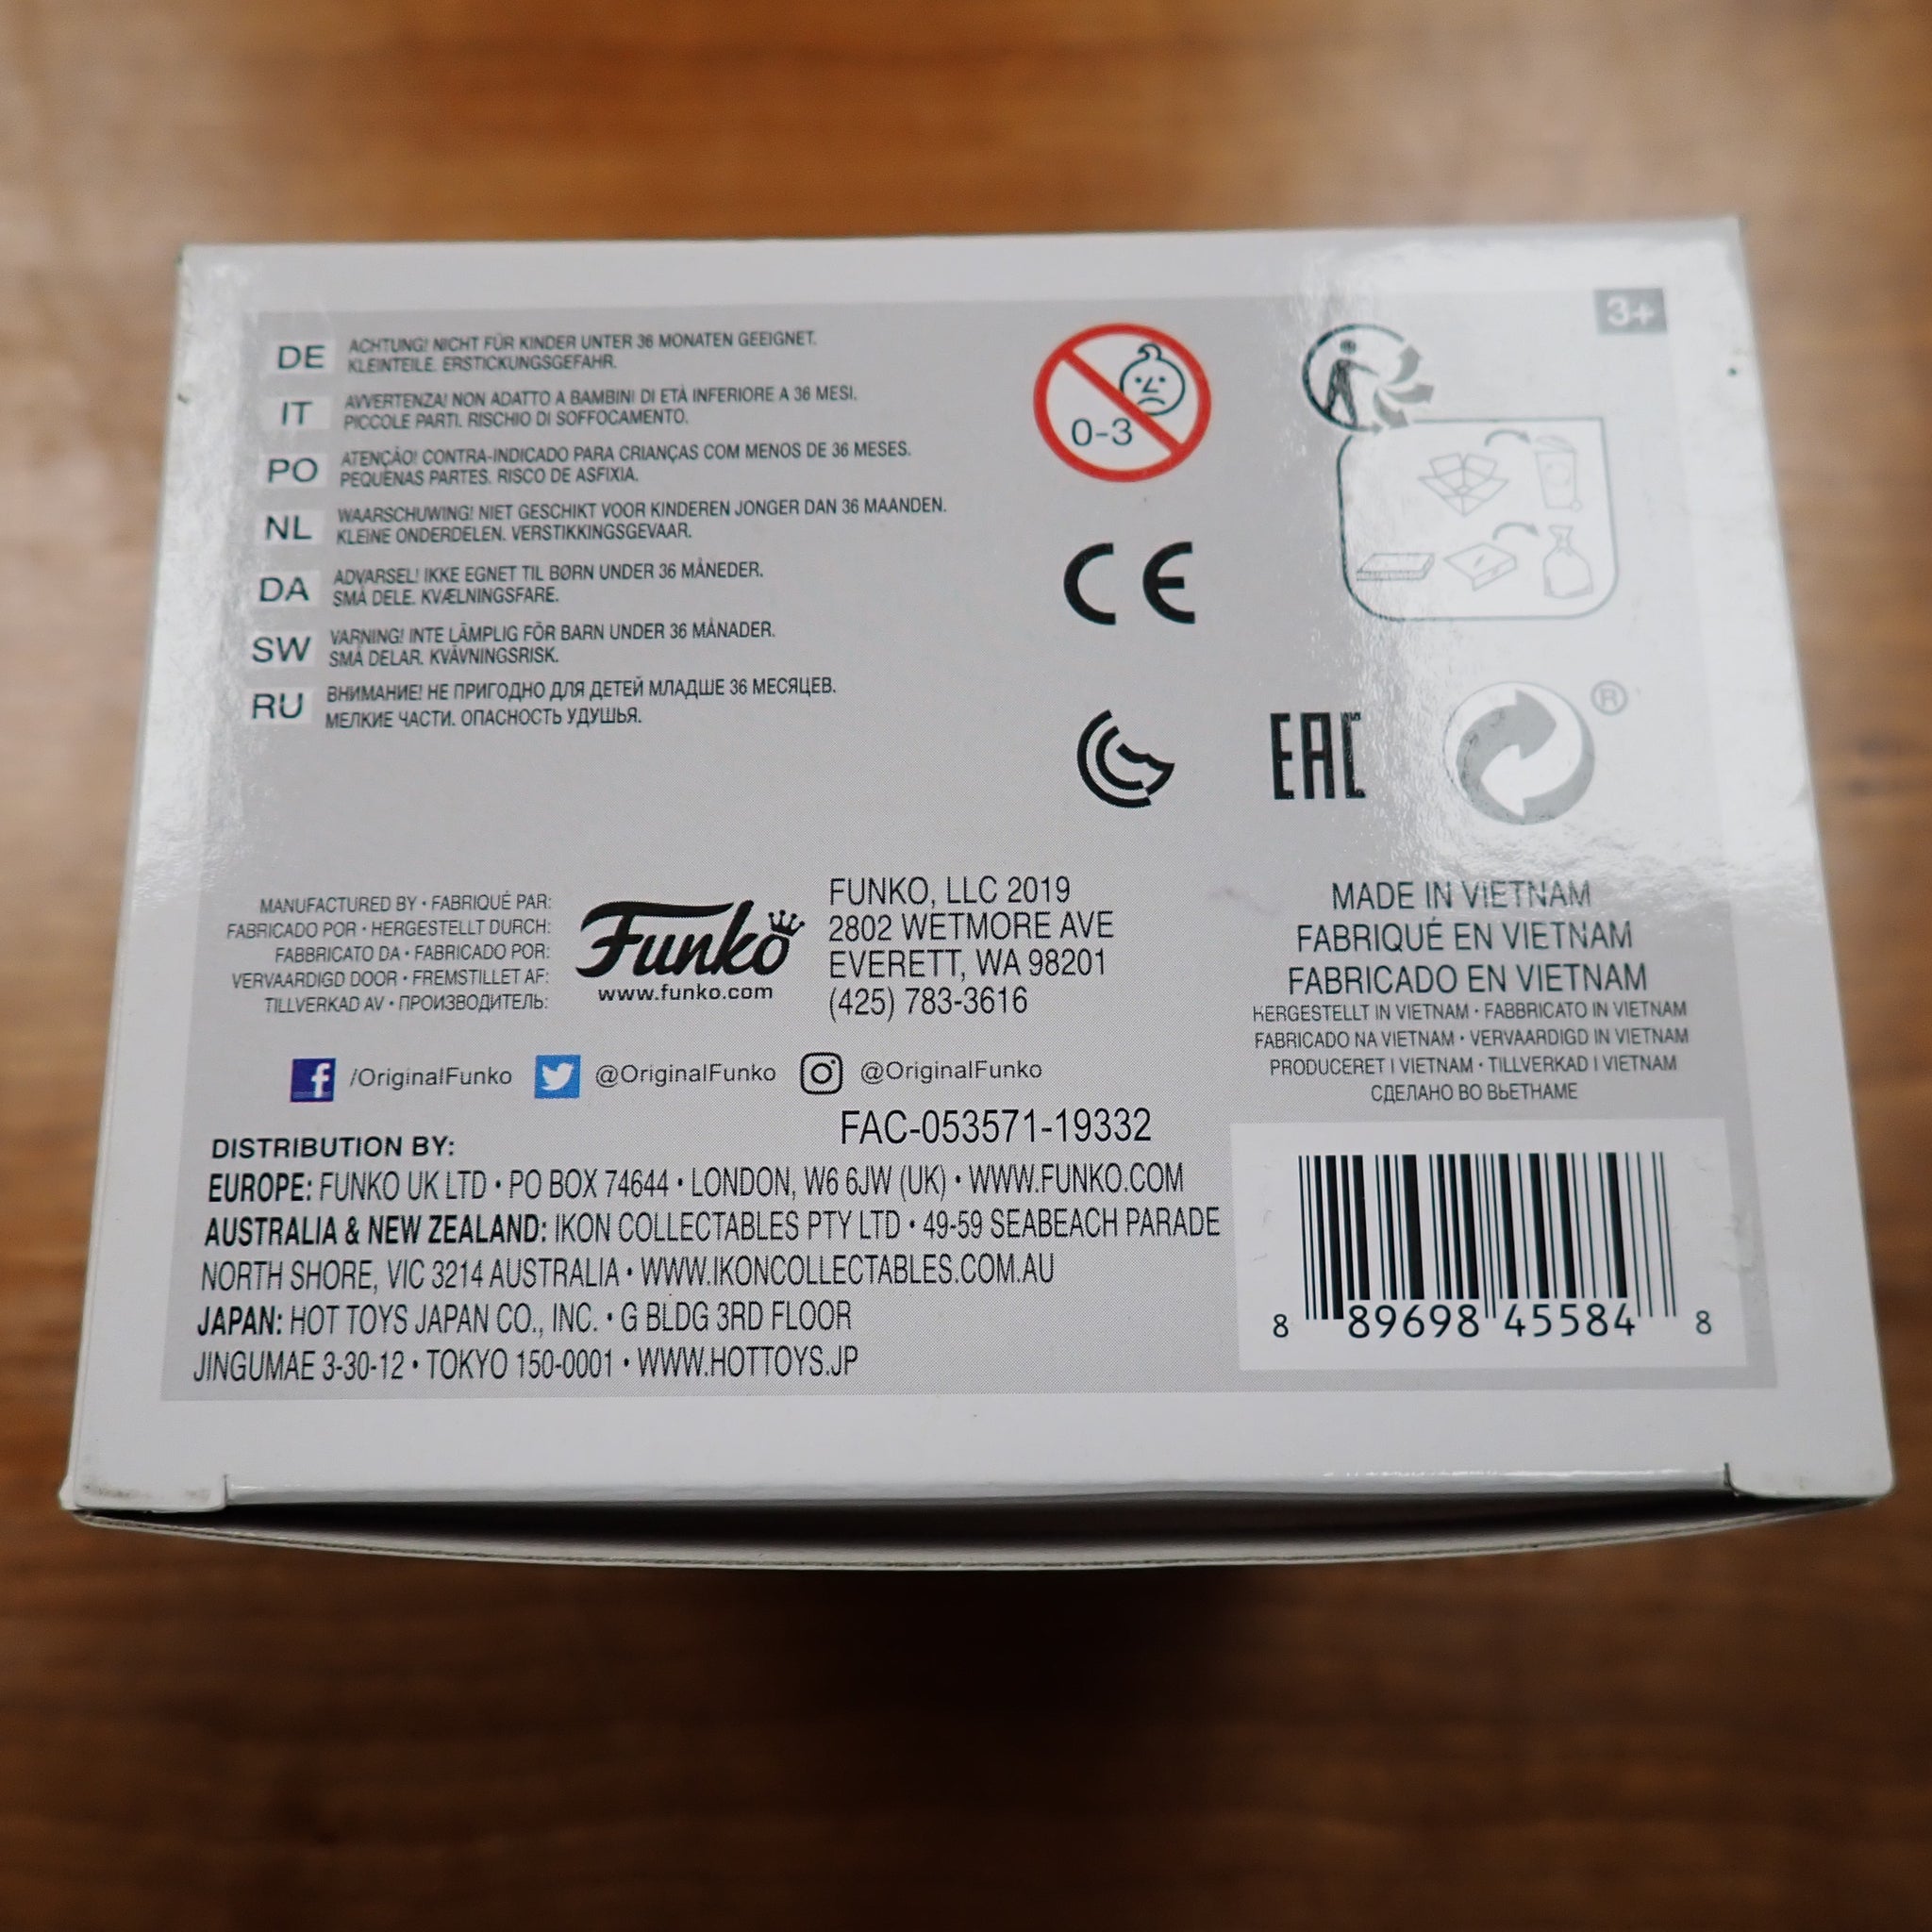 3+
DE
ACHTUNG! NICHT FÜR KINDER UNTER 36 MONATEN GEEIGNET.
KLEINTEILE. ERSTICKUNGSGEFAHR.
IT
AVVERTENZA! NON ADATTO A BAMBINI DI ETÀ INFERIORE A 36 MESI.
PICCOLE PARTI. RISCHIO DI SOFFOCAMENTO.
PO
ATENÇÃO! CONTRA-INDICADO PARA CRIANÇAS COM MENOS DE 36 MESES.
PEQUENAS PARTES. RISCO DE ASFIXIA.
NL
WAARSCHUWING! NIET GESCHIKT VOOR KINDEREN JONGER DAN 36 MAANDEN.
KLEINE ONDERDELEN. VERSTIKKINGSGEVAAR.
DA
ADVARSEL! IKKE EGNET TIL BØRN UNDER 36 MÅNEDER.
SMÅ DELE. KVÆLNINGSFARE.
SW
VARNING! INTE LÄMPLIG FÖR BARN UNDER 36 MÅNADER.
SMÅ DELAR. KVÄVNINGSRISK.
RU
ВНИМАНИЕ! НЕ ПРИГОДНО ДЛЯ ДЕТЕЙ МЛАДШЕ 36 МЕСЯЦЕВ.
МЕЛКИЕ ЧАСТИ. ОПАСНОСТЬ УДУШЬЯ.
0-3
CE
EAC
®
MANUFACTURED BY • FABRIQUÉ PAR:
FABRICADO POR • HERGESTELLT DURCH:
FABBRICATO DA • FABRICADO POR:
VERVAARDIGD DOOR • FREMSTILLET AF:
TILLVERKAD AV • ПРОИЗВОДИТЕЛЬ:
Funko
www.funko.com
FUNKO, LLC 2019
2802 WETMORE AVE
EVERETT, WA 98201
(425) 783-3616
MADE IN VIETNAM
FABRIQUÉ EN VIETNAM
FABRICADO EN VIETNAM
HERGESTELLT IN VIETNAM • FABBRICATO IN VIETNAM
FABRICADO NA VIETNAM • VERVAARDIGD IN VIETNAM
PRODUCERET I VIETNAM • TILLVERKAD I VIETNAM
СДЕЛАНО ВО ВЬЕТНАМЕ
f /OriginalFunko @OriginalFunko @OriginalFunko
FAC-053571-19332
DISTRIBUTION BY:
EUROPE: FUNKO UK LTD • PO BOX 74644 • LONDON, W6 6JW (UK) • WWW.FUNKO.COM
AUSTRALIA & NEW ZEALAND: IKON COLLECTABLES PTY LTD • 49-59 SEABEACH PARADE
NORTH SHORE, VIC 3214 AUSTRALIA • WWW.IKONCOLLECTABLES.COM.AU
JAPAN: HOT TOYS JAPAN CO., INC. • G BLDG 3RD FLOOR
JINGUMAE 3-30-12 • TOKYO 150-0001 • WWW.HOTTOYS.JP
8 89698 45584 8